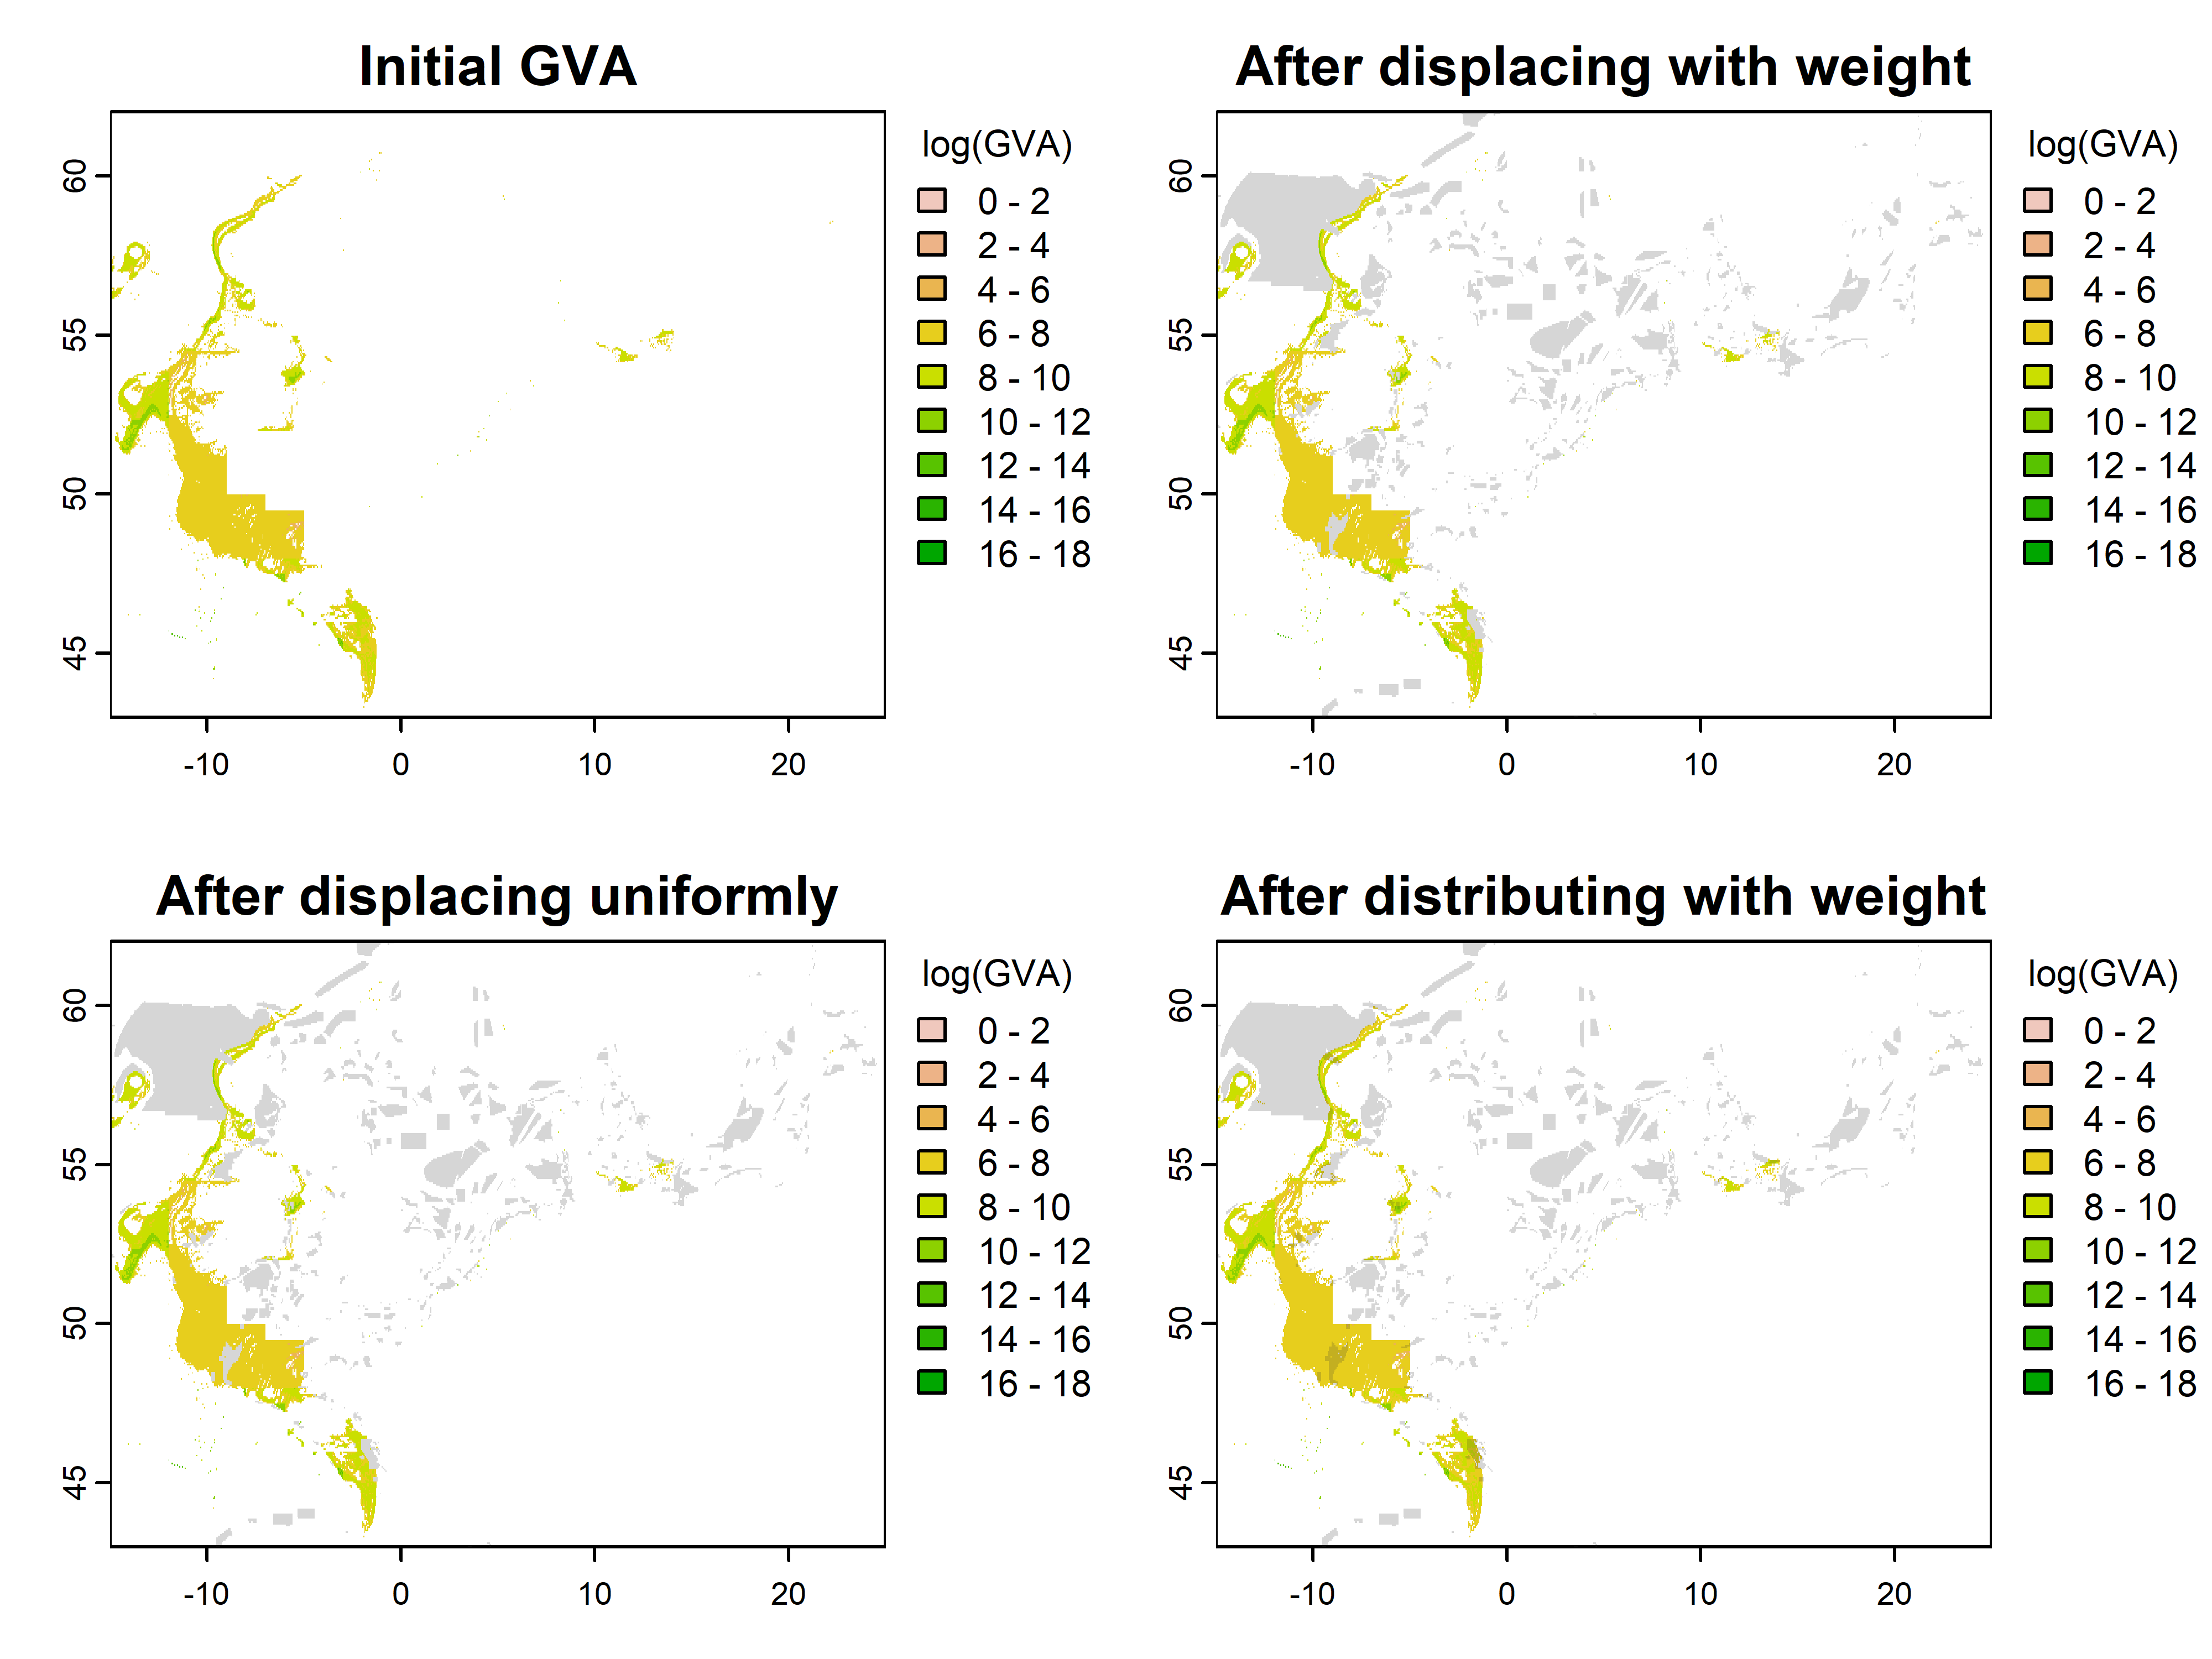 Initial GVA
60
55
50
45
-10
0
10
20
log(GVA)
0 - 2
2 - 4
4 - 6
6 - 8
8 - 10
10 - 12
12 - 14
14 - 16
16 - 18
After displacing with weight
60
55
50
45
-10
0
10
20
log(GVA)
0 - 2
2 - 4
4 - 6
6 - 8
8 - 10
10 - 12
12 - 14
14 - 16
16 - 18
After displacing uniformly
60
55
50
45
-10
0
10
20
log(GVA)
0 - 2
2 - 4
4 - 6
6 - 8
8 - 10
10 - 12
12 - 14
14 - 16
16 - 18
After distributing with weight
60
55
50
45
-10
0
10
20
log(GVA)
0 - 2
2 - 4
4 - 6
6 - 8
8 - 10
10 - 12
12 - 14
14 - 16
16 - 18